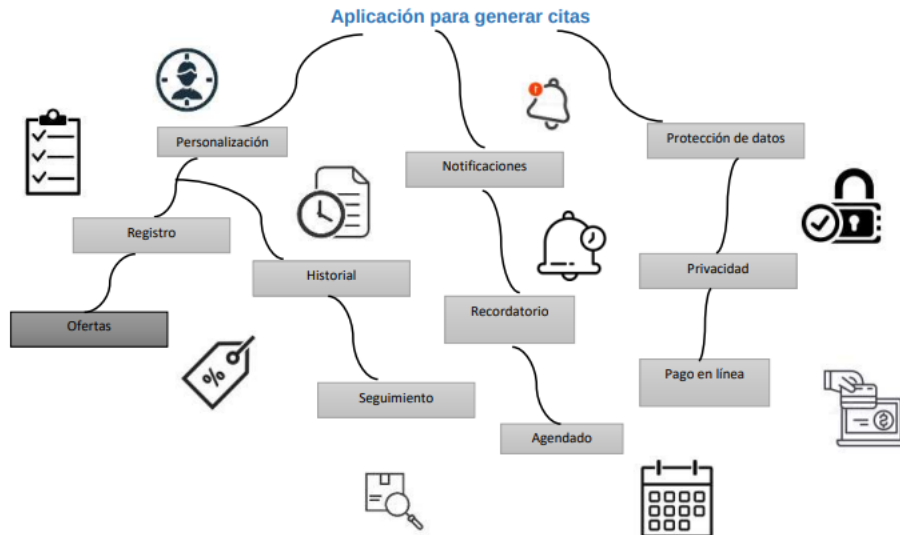 Aplicación para generar citas
Personalización
Protección de datos
Notificaciones
Registro
Historial
Privacidad
Recordatorio
Ofertas
Pago en línea
Seguimiento
Agendado